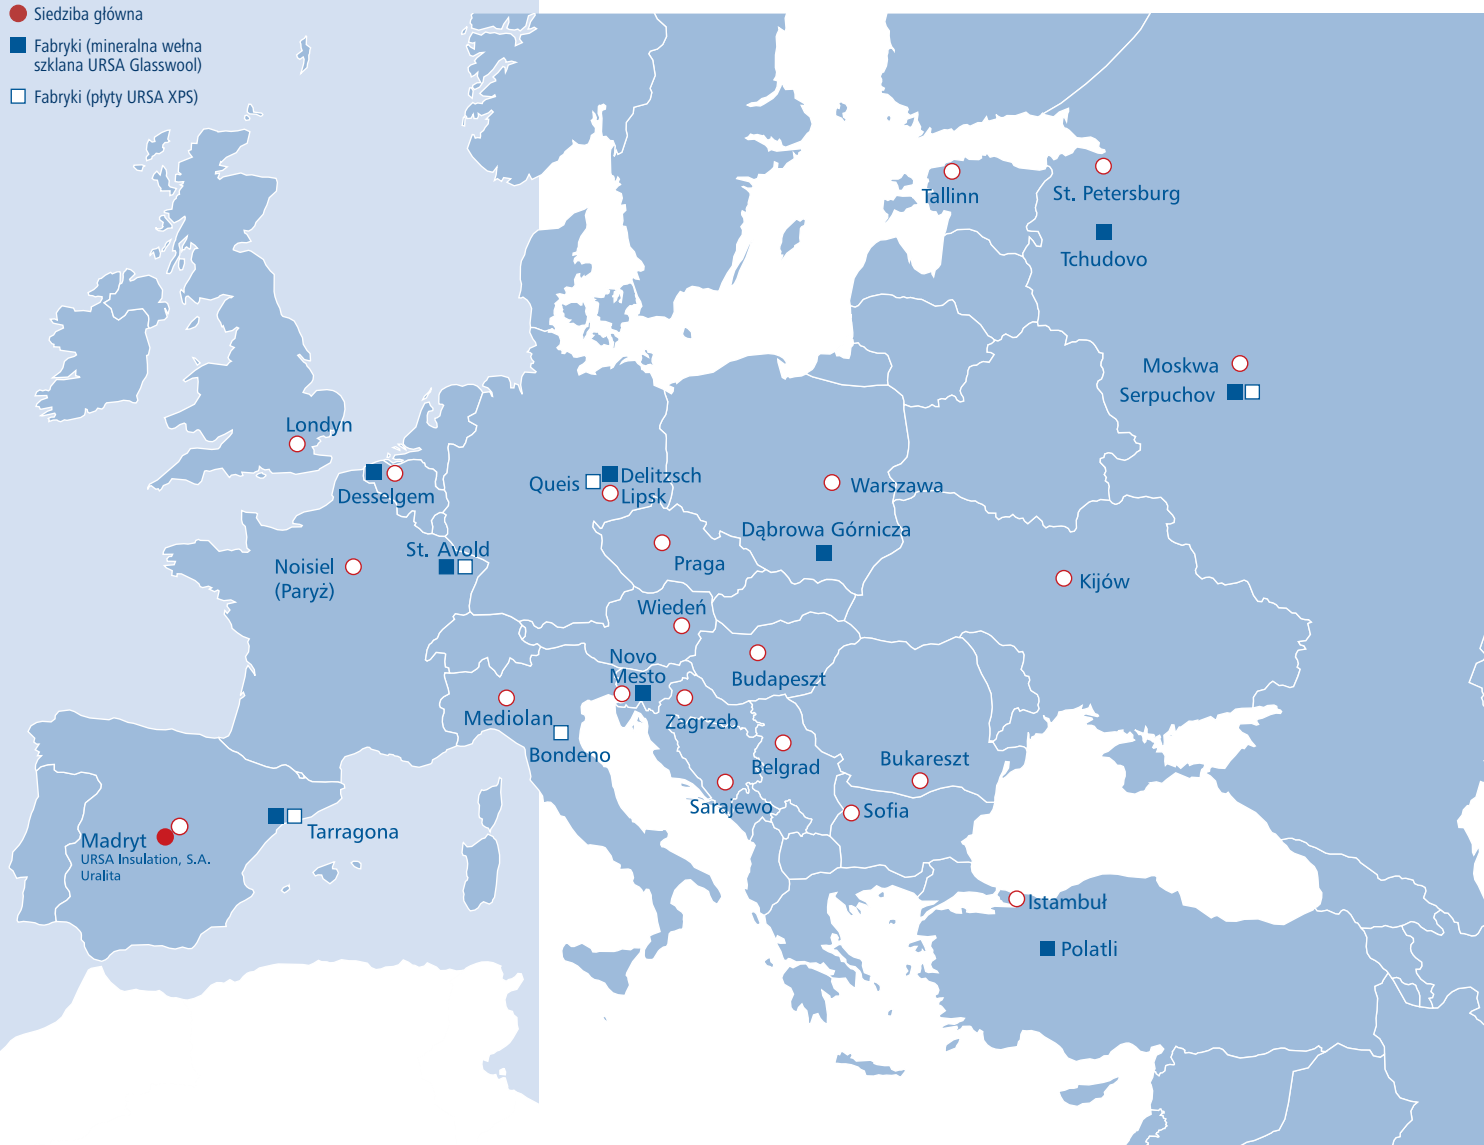 Siedziba główna
Fabryki (mineralna wełna
szklana URSA Glasswool)
Fabryki (płyty URSA XPS)
Tallinn
St. Petersburg
Tchudovo
Moskwa
Serpuchov
Londyn
Desselgem
Queis
Delitzsch
Lipsk
Warszawa
Dąbrowa Górnicza
St. Avold
Noisiel
(Paryż)
Praga
Kijów
Wiedeń
Novo
Mesto
Budapeszt
Mediolan
Zagrzeb
Bondeno
Belgrad
Bukareszt
Sarajewo
Sofia
Tarragona
Madryt
URSA Insulation, S.A.
Uralita
Istambuł
Polatli